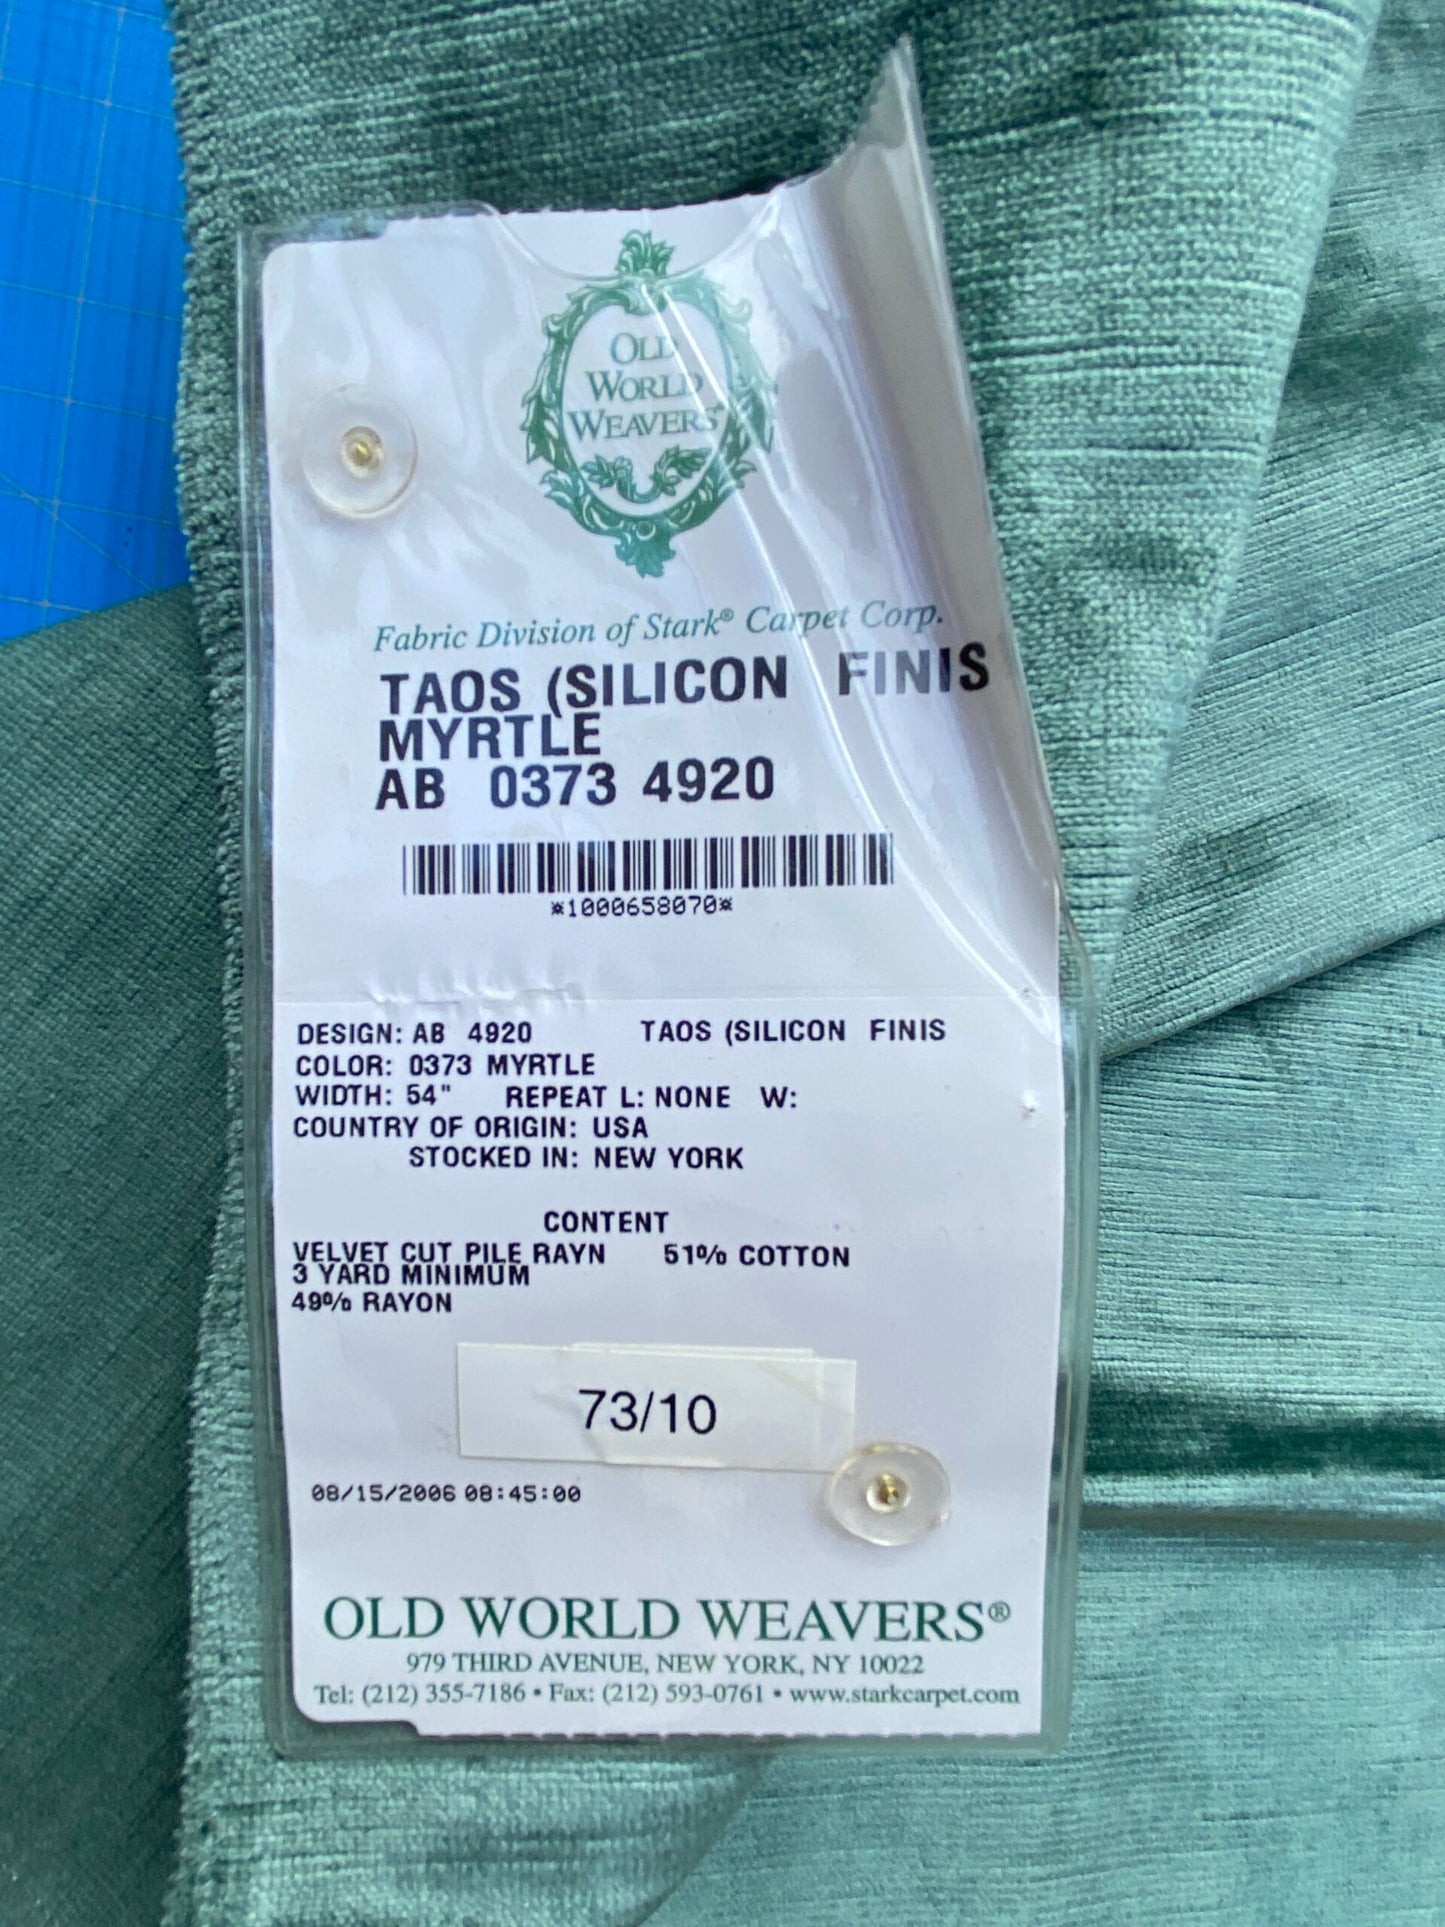 OLD
WORLD
WEAVERS
Fabric Division of Stark® Carpet Corp.
TAOS (SILICON FINIS
MYRTLE
AB 0373 4920
*1000658070*
DESIGN: AB 4920 TAOS (SILICON FINIS
COLOR: 0373 MYRTLE
WIDTH: 54" REPEAT L: NONE W:
COUNTRY OF ORIGIN: USA
STOCKED IN: NEW YORK
CONTENT
VELVET CUT PILE RAYN 51% COTTON
3 YARD MINIMUM
49% RAYON
73/10
08/15/2006 08:45:00
OLD WORLD WEAVERS®
979 THIRD AVENUE, NEW YORK, NY 10022
Tel: (212) 355-7186 • Fax: (212) 593-0761 • www.starkcarpet.com